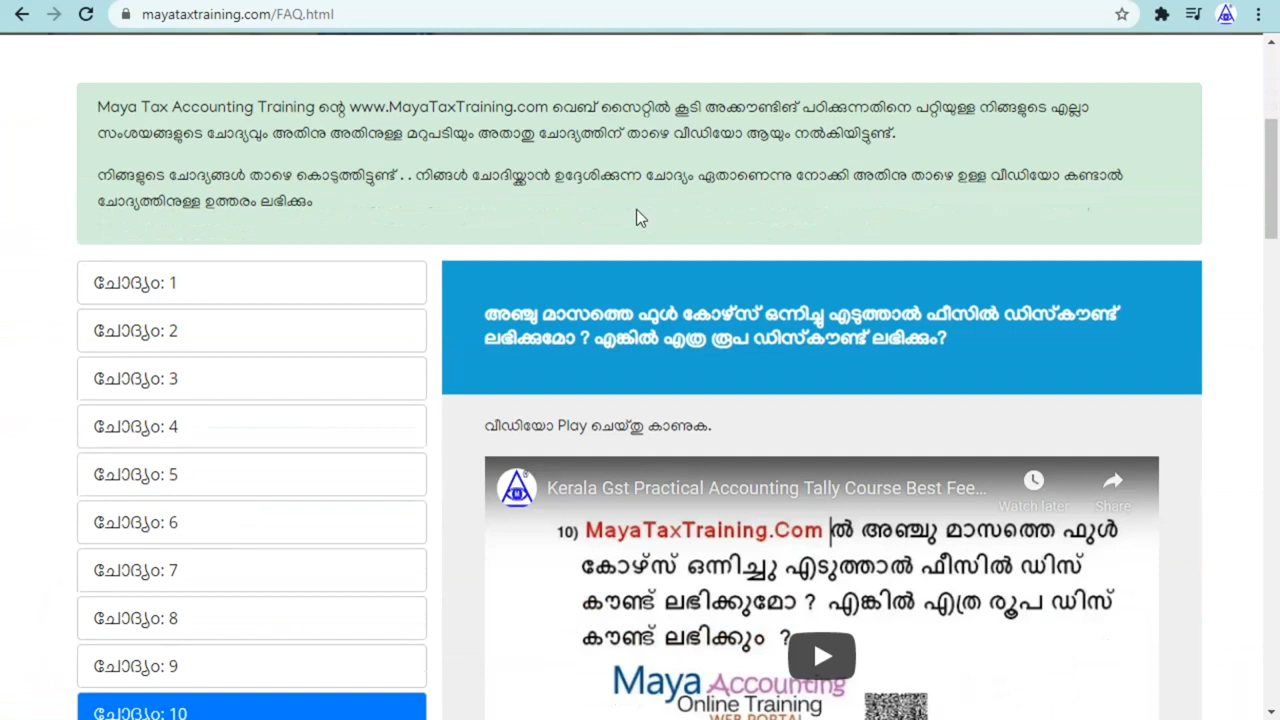 mayataxtraining.com/FAQ.html
Maya Tax Accounting Training ന്റെ www.MayaTaxTraining.com വെബ് സൈറ്റിൽ കൂടി അക്കൗണ്ടിങ് പഠിക്കുന്നതിനെ പറ്റിയുള്ള നിങ്ങളുടെ എല്ലാ
സംശയങ്ങളുടെ ചോദ്യവും അതിനു അതിനുള്ള മറുപടിയും അതാതു ചോദ്യത്തിന് താഴെ വീഡിയോ ആയും നൽകിയിട്ടുണ്ട്.
നിങ്ങളുടെ ചോദ്യങ്ങൾ താഴെ കൊടുത്തിട്ടുണ്ട് . . നിങ്ങൾ ചോദിയ്ക്കാൻ ഉദ്ദേശിക്കുന്ന ചോദ്യം ഏതാണെന്നു നോക്കി അതിനു താഴെ ഉള്ള വീഡിയോ കണ്ടാൽ
ചോദ്യത്തിനുള്ള ഉത്തരം ലഭിക്കും
ചോദ്യം: 1
ചോദ്യം: 2
ചോദ്യം: 3
ചോദ്യം: 4
ചോദ്യം: 5
ചോദ്യം: 6
ചോദ്യം: 7
ചോദ്യം: 8
ചോദ്യം: 9
ചോദ്യം: 10
അഞ്ചു മാസത്തെ ഫുൾ കോഴ്സ് ഒന്നിച്ചു എടുത്താൽ ഫീസിൽ ഡിസ്കൗണ്ട്
ലഭിക്കുമോ ? എങ്കിൽ എത്ര രൂപ ഡിസ്കൗണ്ട് ലഭിക്കും?
വീഡിയോ Play ചെയ്തു കാണുക.
Kerala Gst Practical Accounting Tally Course Best Fee...
Watch later
Share
10) MayaTaxTraining.Com ൽ അഞ്ചു മാസത്തെ ഫുൾ
കോഴ്സ് ഒന്നിച്ചു എടുത്താൽ ഫീസിൽ ഡിസ്
കൗണ്ട് ലഭിക്കുമോ ? എങ്കിൽ എത്ര രൂപ ഡിസ്
കൗണ്ട് ലഭിക്കും ?
Maya Accounting
Online Training
WEB PORTAL